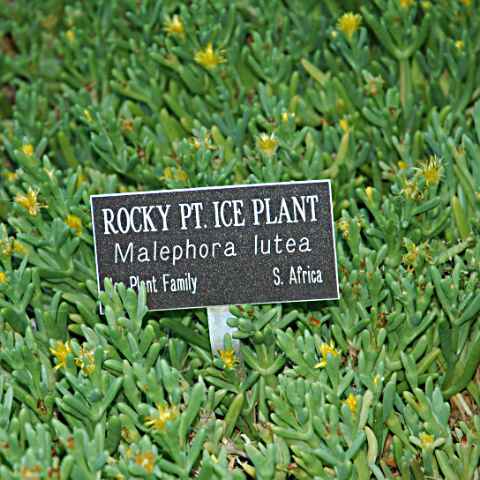 ROCKY PT. ICE PLANT
Malephora lutea
Plant Family S. Africa